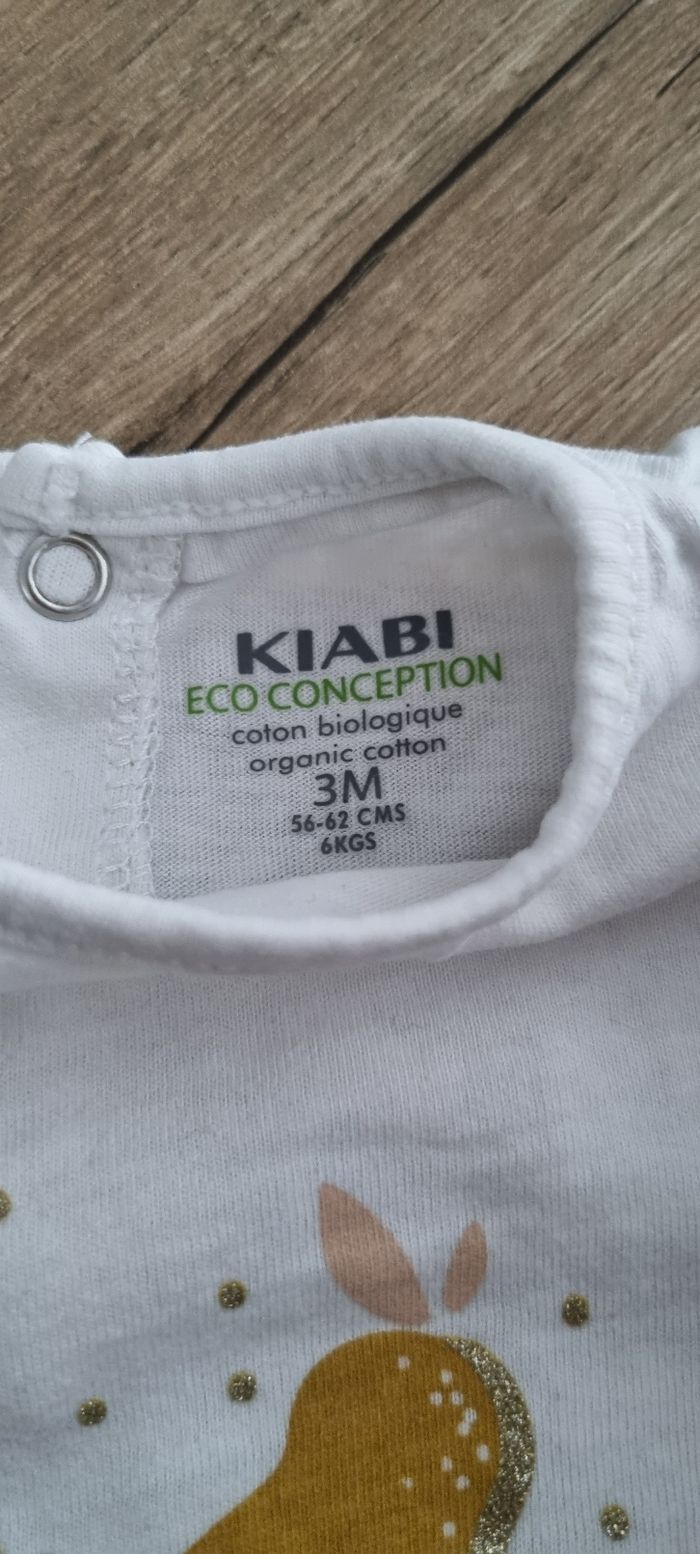 KIABI
ECO CONCEPTION
coton biologique
organic cotton
3M
56-62 CMS
6KGS